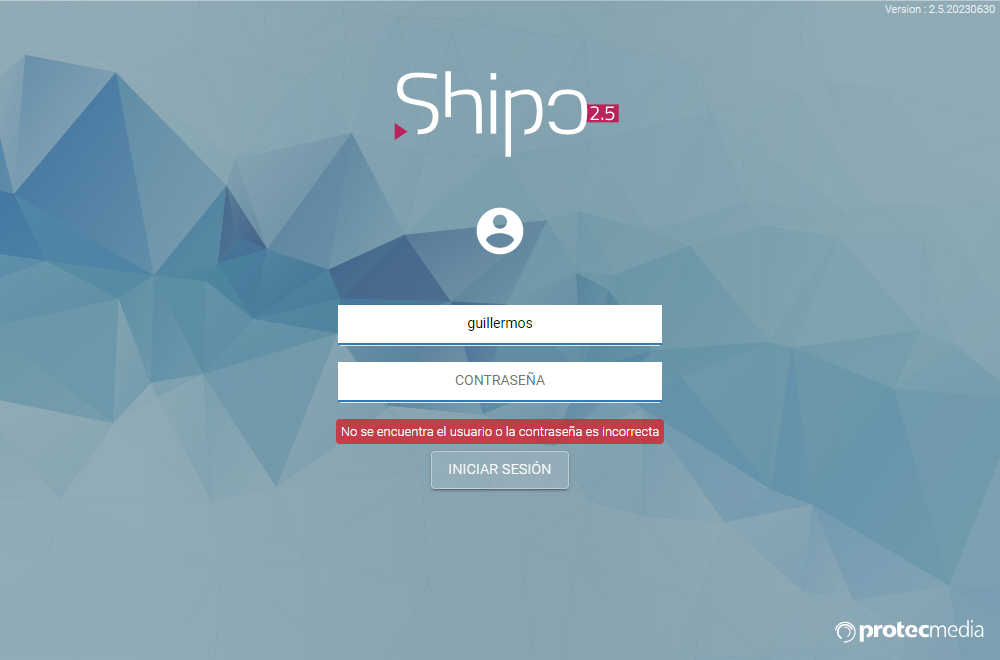 Version : 2.5.20230630
Shipo 2.5
guillermos
CONTRASEÑA
No se encuentra el usuario o la contraseña es incorrecta
INICIAR SESIÓN
protecmedia